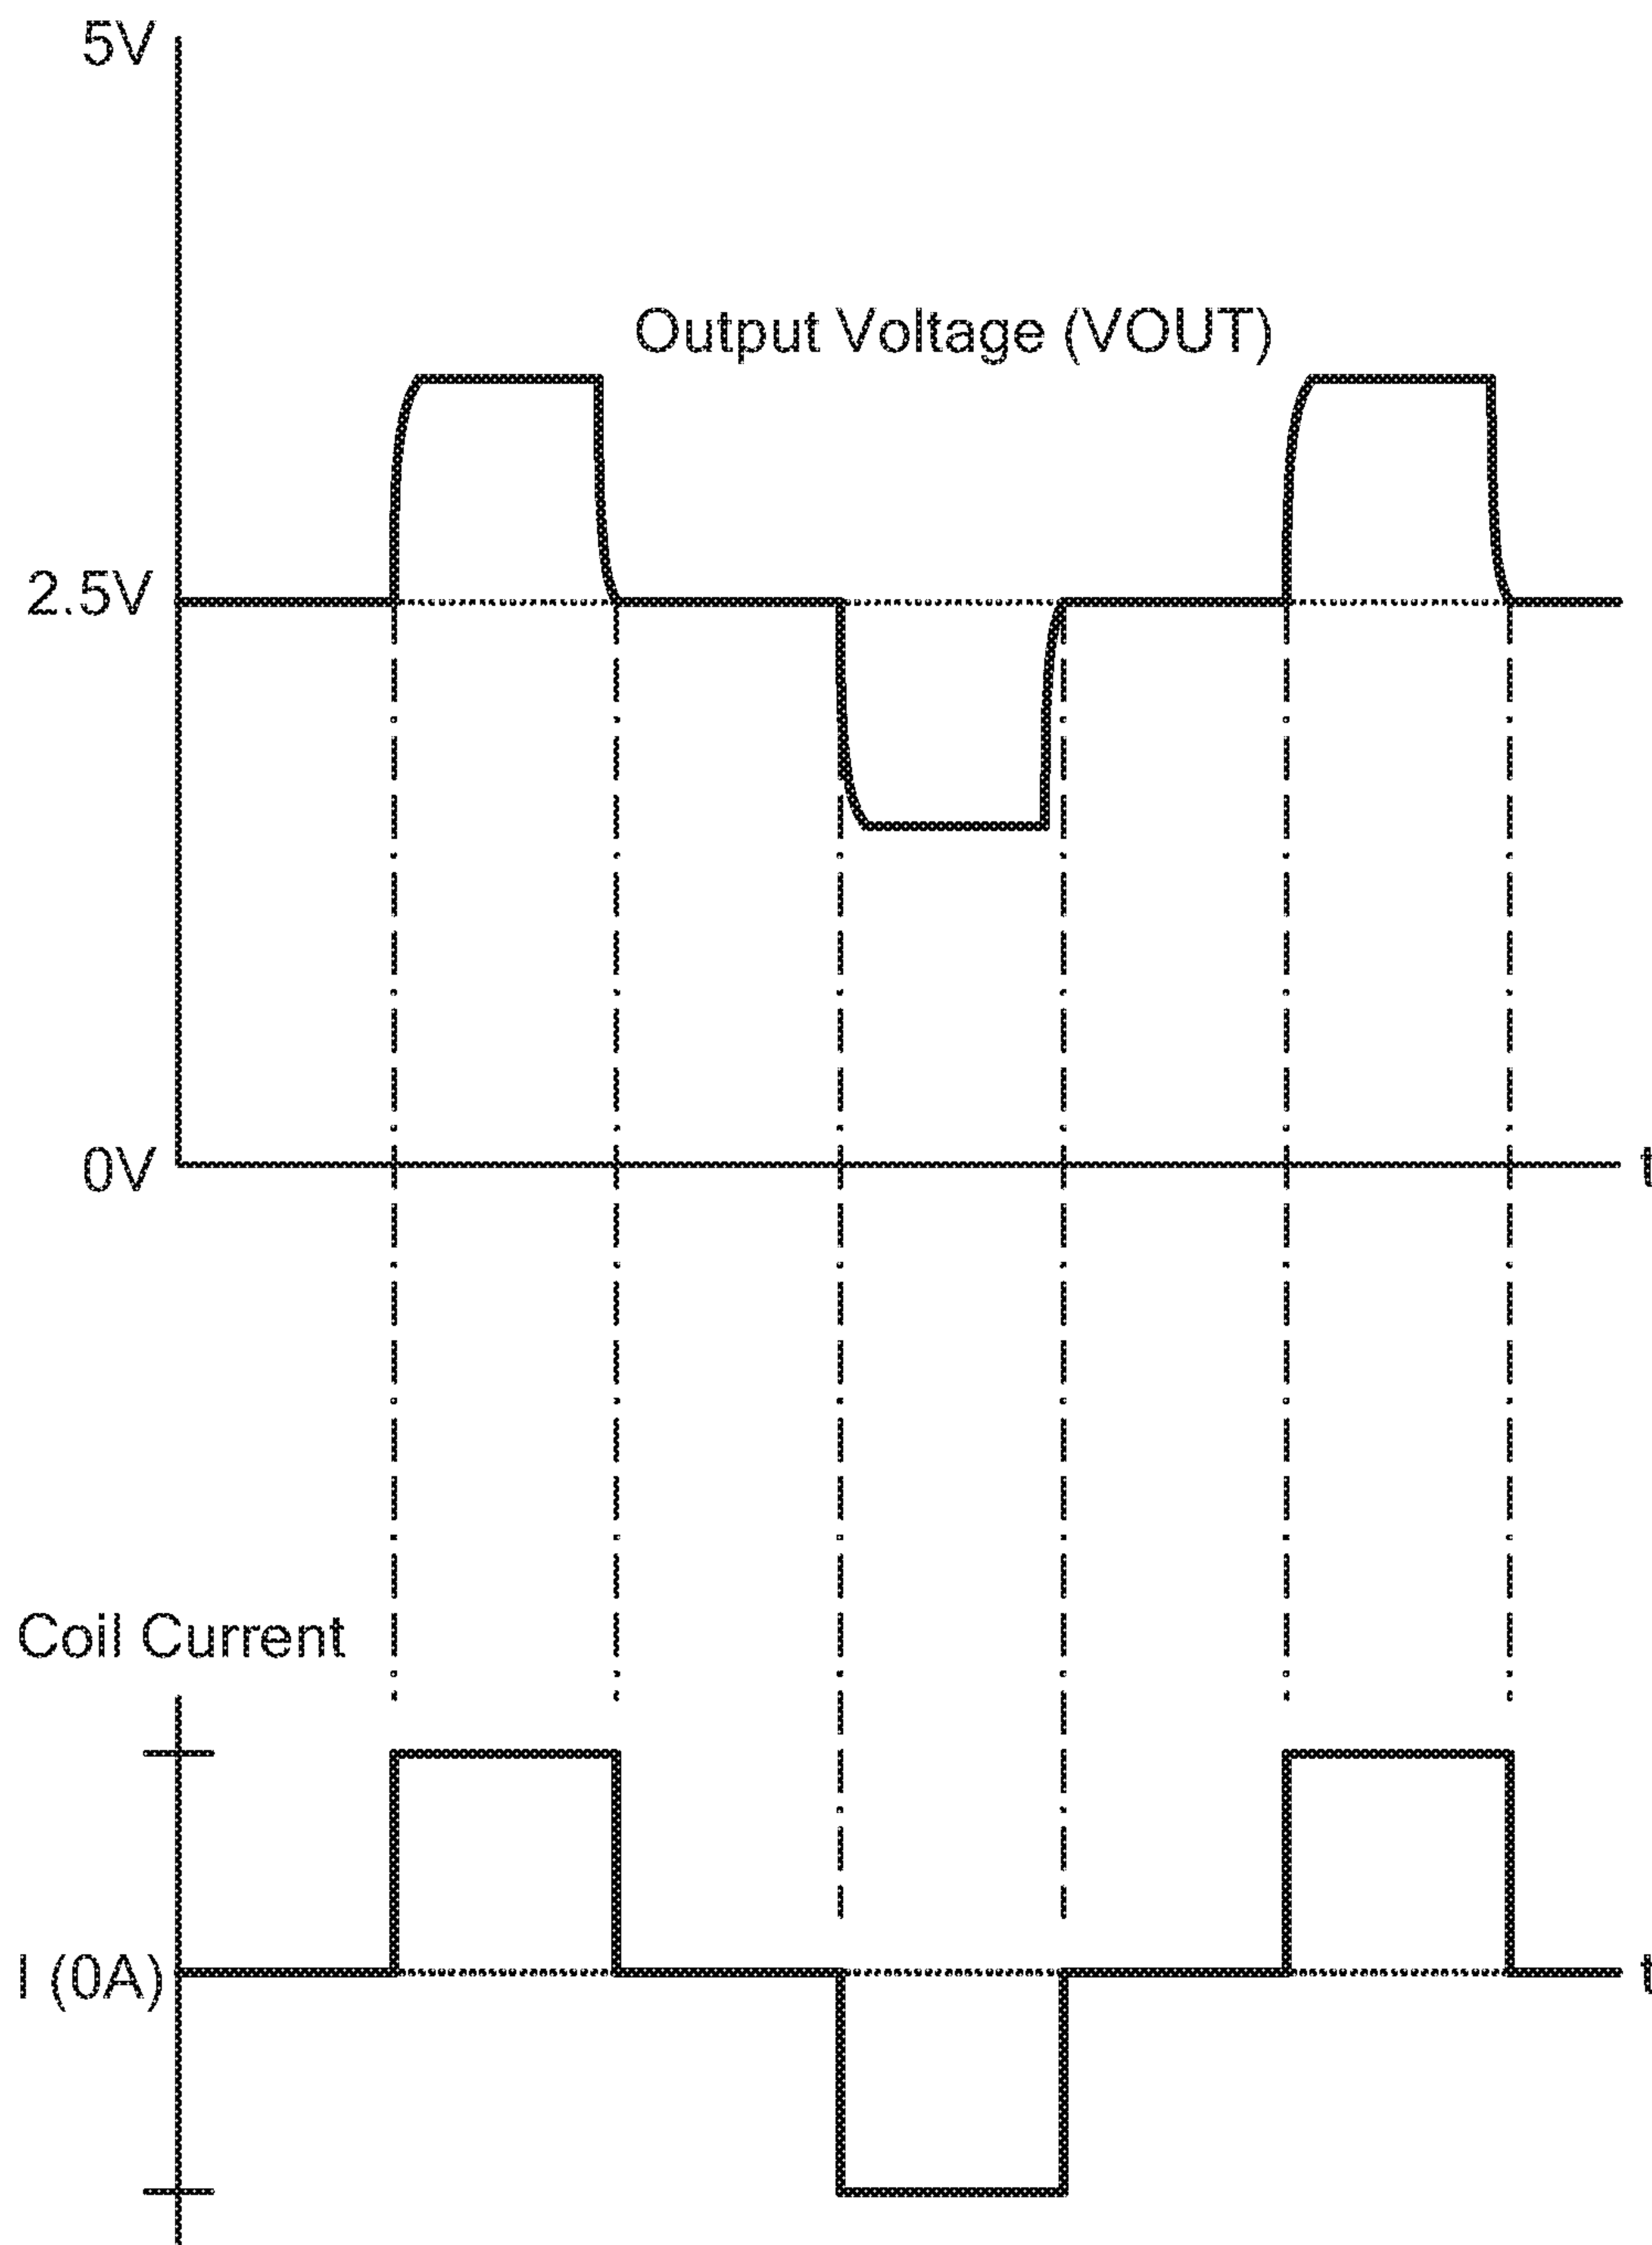 5V
Output Voltage (VOUT)
2.5V
0V
t
Coil Current
I (0A)
t